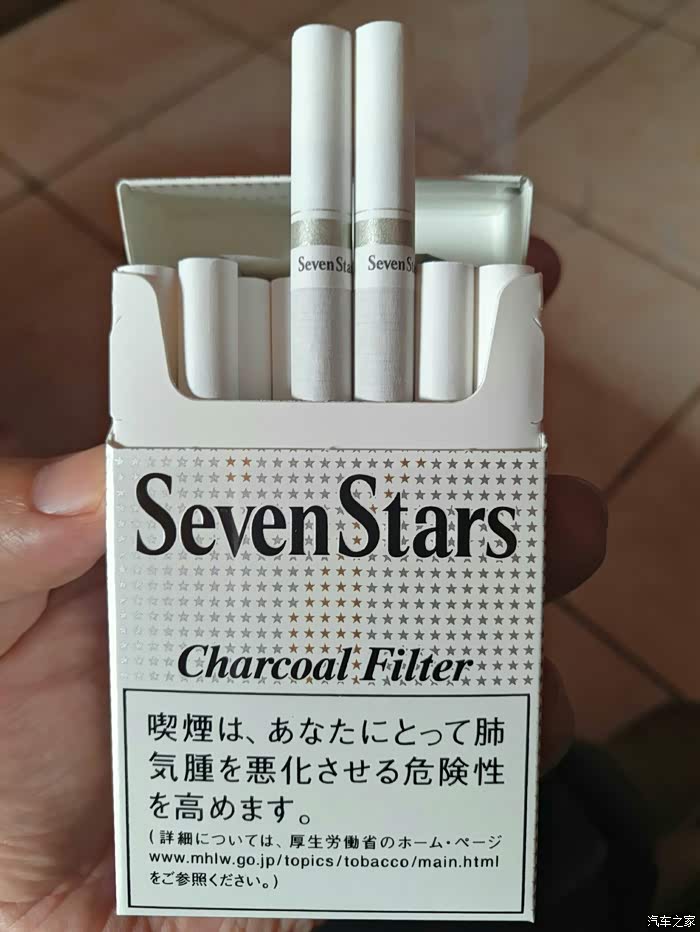 SevenSta
SevenS
SevenStars
Charcoal Filter
喫煙は、あなたにとって肺
気腫を悪化させる危険性
を高めます。
(詳細については、厚生労働省のホーム・ページ
www.mhlw.go.jp/topics/tobacco/main.html
をご参照ください。)
汽车之家